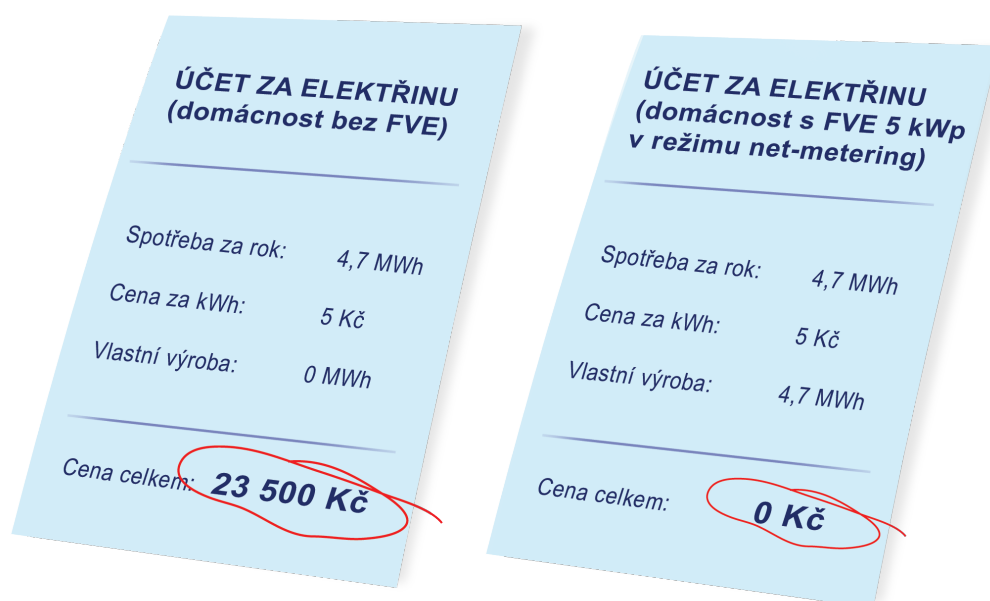 ÚČET ZA ELEKTŘINU
(domácnost bez FVE)
Spotřeba za rok: 4,7 MWh
Cena za kWh: 5 Kč
Vlastní výroba: 0 MWh
Cena celkem: 23 500 Kč
ÚČET ZA ELEKTŘINU
(domácnost s FVE 5 kWp
v režimu net-metering)
Spotřeba za rok: 4,7 MWh
Cena za kWh: 5 Kč
Vlastní výroba: 4,7 MWh
Cena celkem: 0 Kč